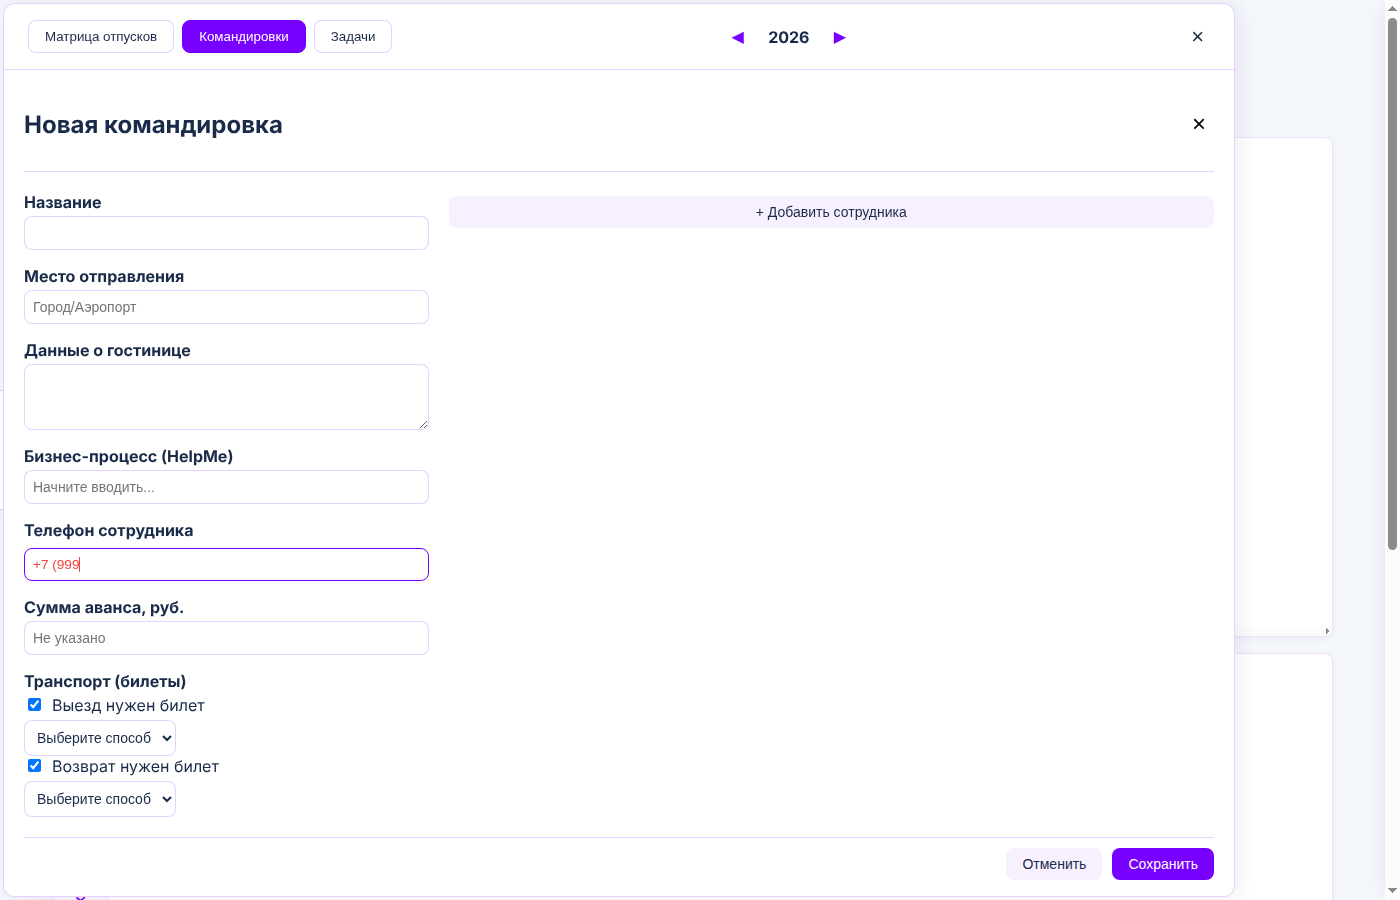 Матрица отпусков
Командировки
Задачи
◀ 2026 ▶
×
Новая командировка
×
Название
+ Добавить сотрудника
Место отправления
Город/Аэропорт
Данные о гостинице
Бизнес-процесс (HelpMe)
Начните вводить...
Телефон сотрудника
+7 (999
Сумма аванса, руб.
Не указано
Транспорт (билеты)
Выезд нужен билет
Выберите способ
Возврат нужен билет
Выберите способ
Отменить
Сохранить